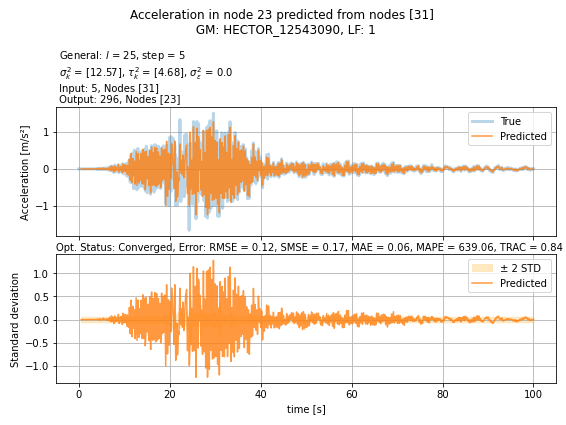 Acceleration in node 23 predicted from nodes [31]
GM: HECTOR_12543090, LF: 1
General: l = 25, step = 5
σ²ₖ = [12.57], τ²ₖ = [4.68], σ²ε = 0.0
Input: 5, Nodes [31]
Output: 296, Nodes [23]
Acceleration [m/s²]
1
0
−1
True
Predicted
Opt. Status: Converged, Error: RMSE = 0.12, SMSE = 0.17, MAE = 0.06, MAPE = 639.06, TRAC = 0.84
Standard deviation
1.0
0.5
0.0
−0.5
−1.0
± 2 STD
Predicted
0 20 40 60 80 100
time [s]